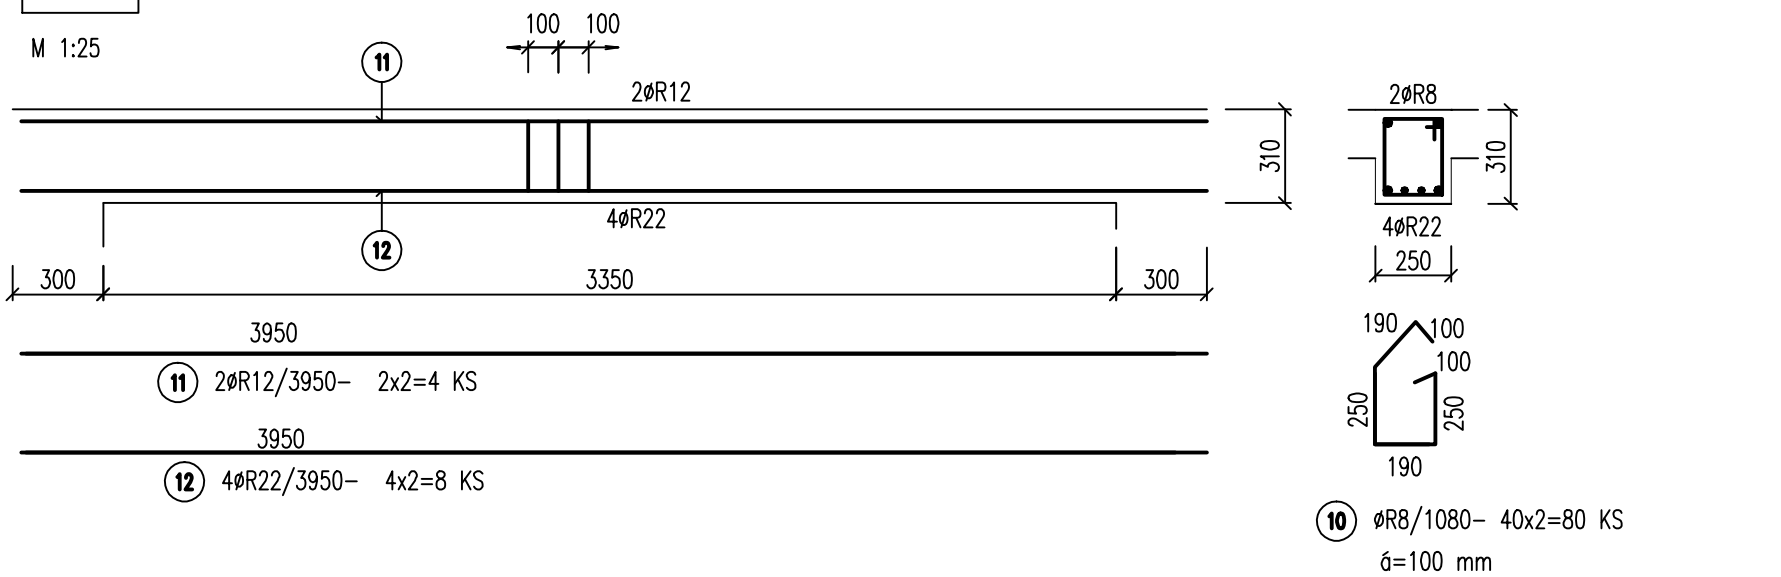 100 100
M 1:25
11
2øR12
310
4øR22
12
300 3350 300
3950
11 2øR12/3950- 2x2=4 KS
3950
12 4øR22/3950- 4x2=8 KS
2øR8
310
4øR22
250
190 100
100
250 250
190
10 øR8/1080- 40x2=80 KS
á=100 mm